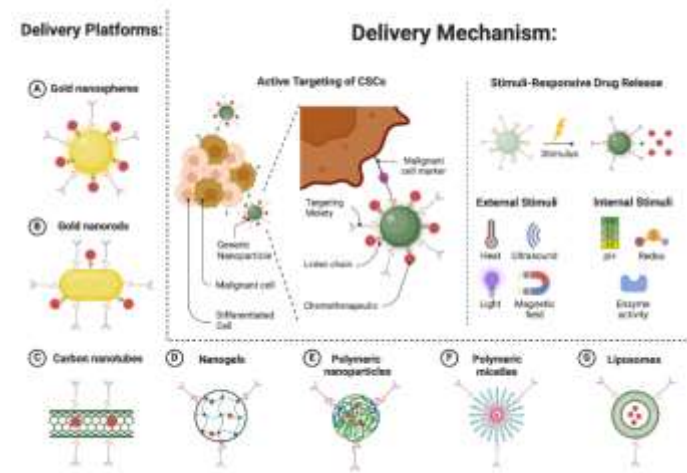 Delivery Platforms:
Delivery Mechanism:
A Gold nanospheres
Active Targeting of CSCs
Stimuli-Responsive Drug Release
Stimulus
Malignant
cell marker
Targeting
Moiety
External Stimuli
Internal Stimuli
B Gold nanorods
Generic
Nanoparticle
Heat
Ultrasound
pH
Redox
Linker chain
Malignant cell
Chemotherapeutic
Light
Magnetic
field
Enzyme
activity
Differentiated
Cell
C Carbon nanotubes
D Nanogels
E Polymeric
nanoparticles
F Polymeric
micelles
G Liposomes